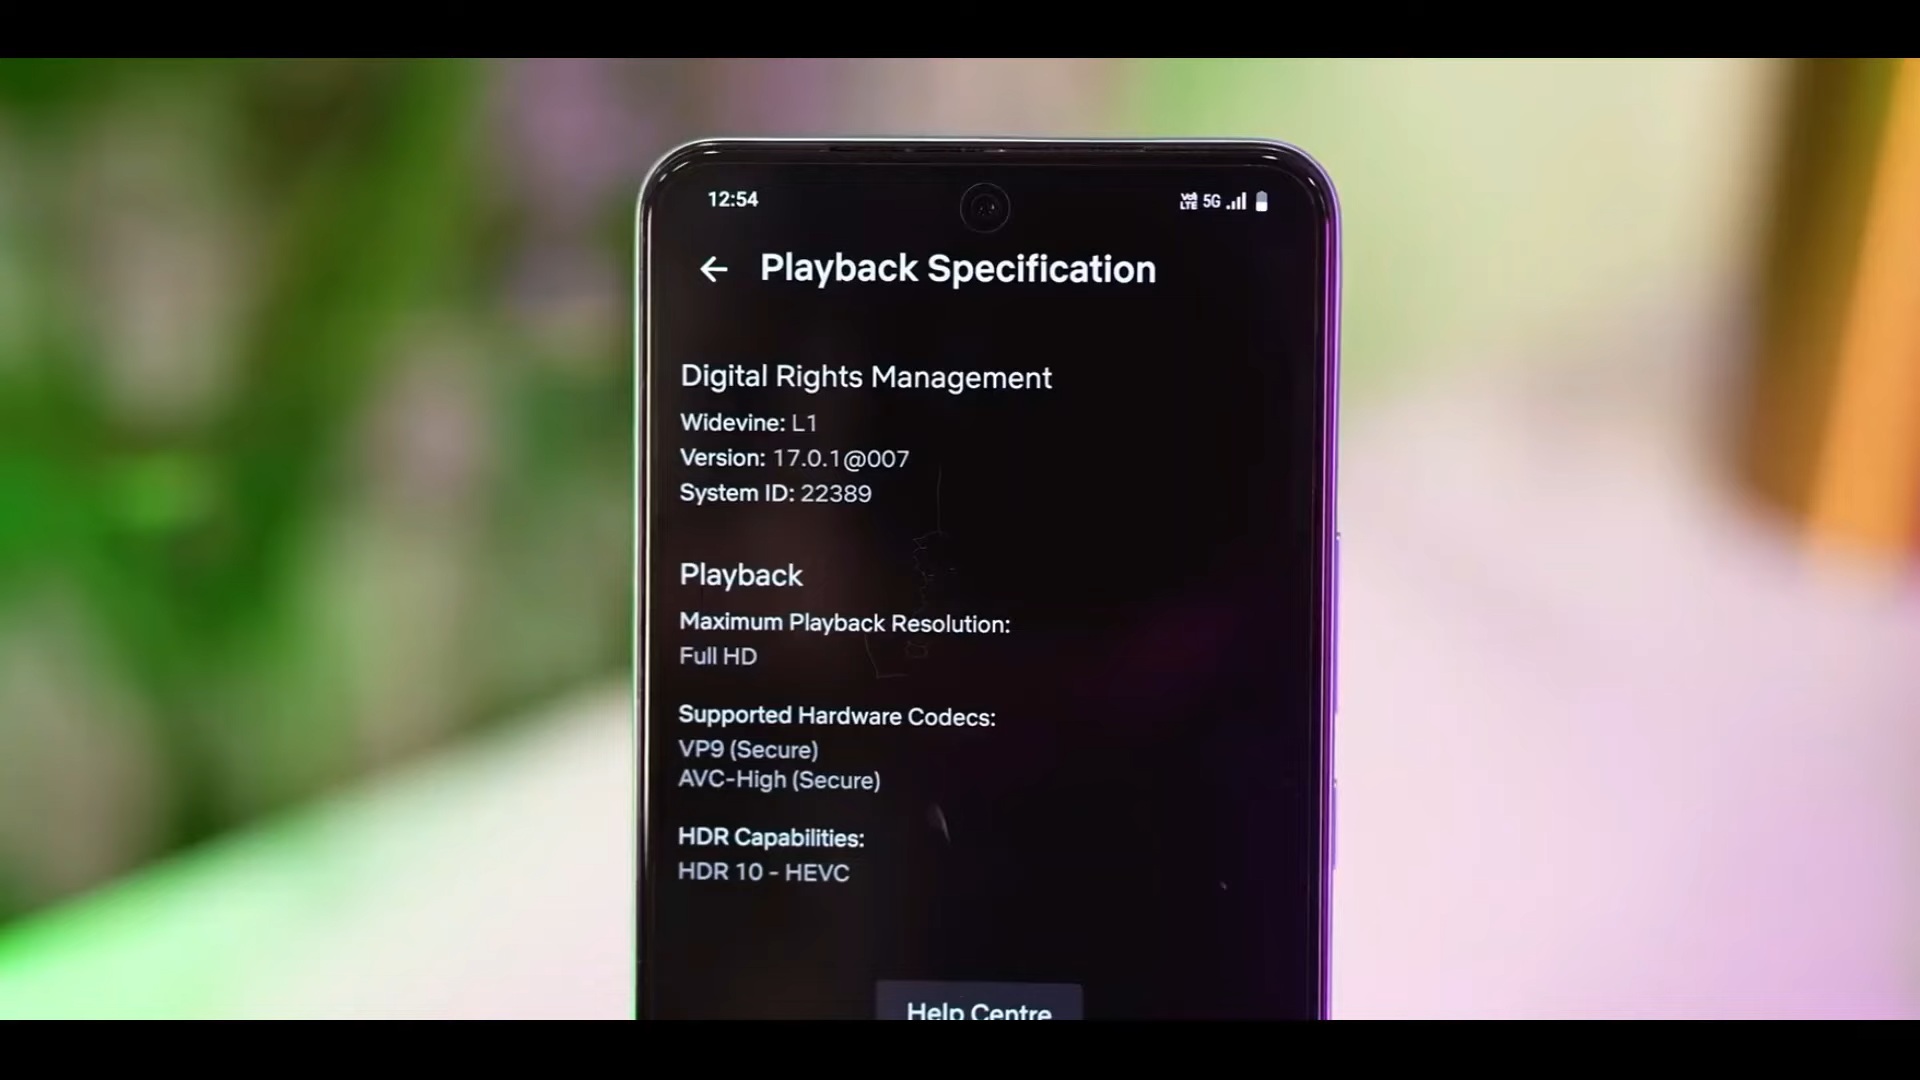 12:54
Vo LTE 5G
Playback Specification
Digital Rights Management
Widevine: L1
Version: 17.0.1@007
System ID: 22389
Playback
Maximum Playback Resolution:
Full HD
Supported Hardware Codecs:
VP9 (Secure)
AVC-High (Secure)
HDR Capabilities:
HDR 10 - HEVC
Help Centre